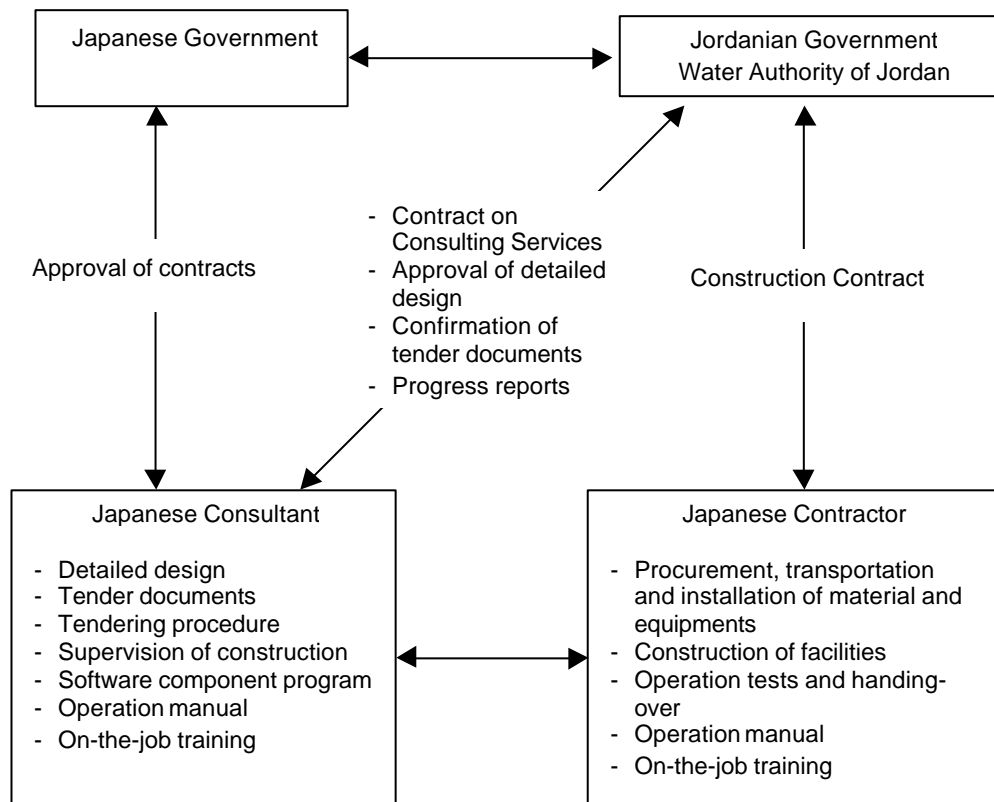 Japanese Government
Jordanian Government
Water Authority of Jordan
- Contract on
Consulting Services
- Approval of detailed
design
- Confirmation of
tender documents
- Progress reports
Approval of contracts
Construction Contract
Japanese Consultant
- Detailed design
- Tender documents
- Tendering procedure
- Supervision of construction
- Software component program
- Operation manual
- On-the-job training
Japanese Contractor
- Procurement, transportation
and installation of material and
equipments
- Construction of facilities
- Operation tests and handing-
over
- Operation manual
- On-the-job training